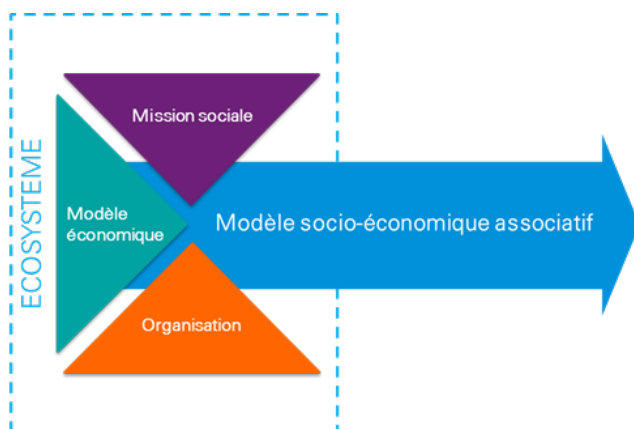 Mission sociale
ECOSYSTEME
Modèle
économique
Modèle socio-économique associatif
Organisation